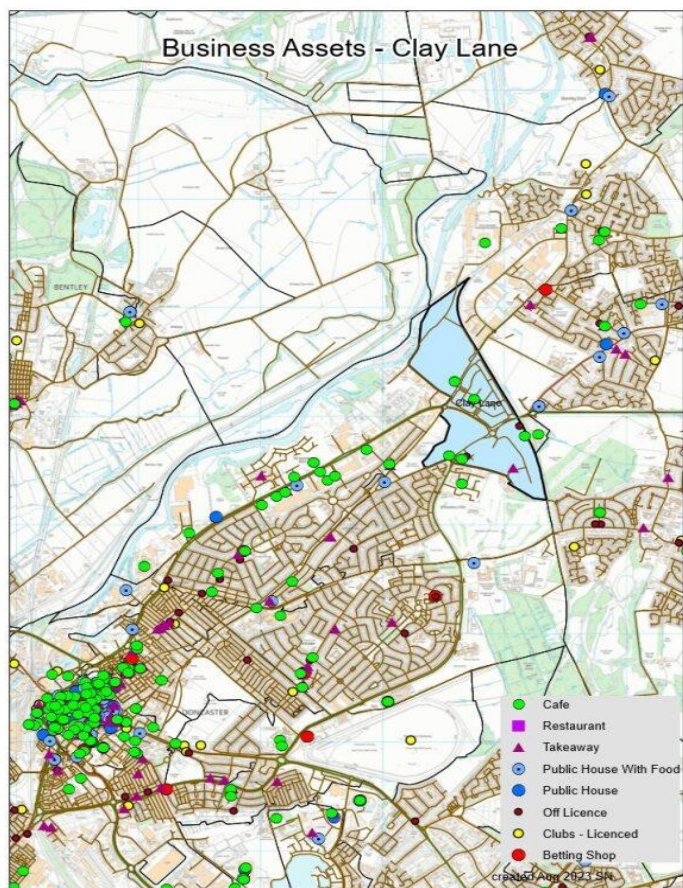 Business Assets - Clay Lane
BENTLEY
Clay Lane
DONCASTER
Cafe
Restaurant
Takeaway
Public House With Food
Public House
Off Licence
Clubs - Licenced
Betting Shop
created Aug 2023 SN